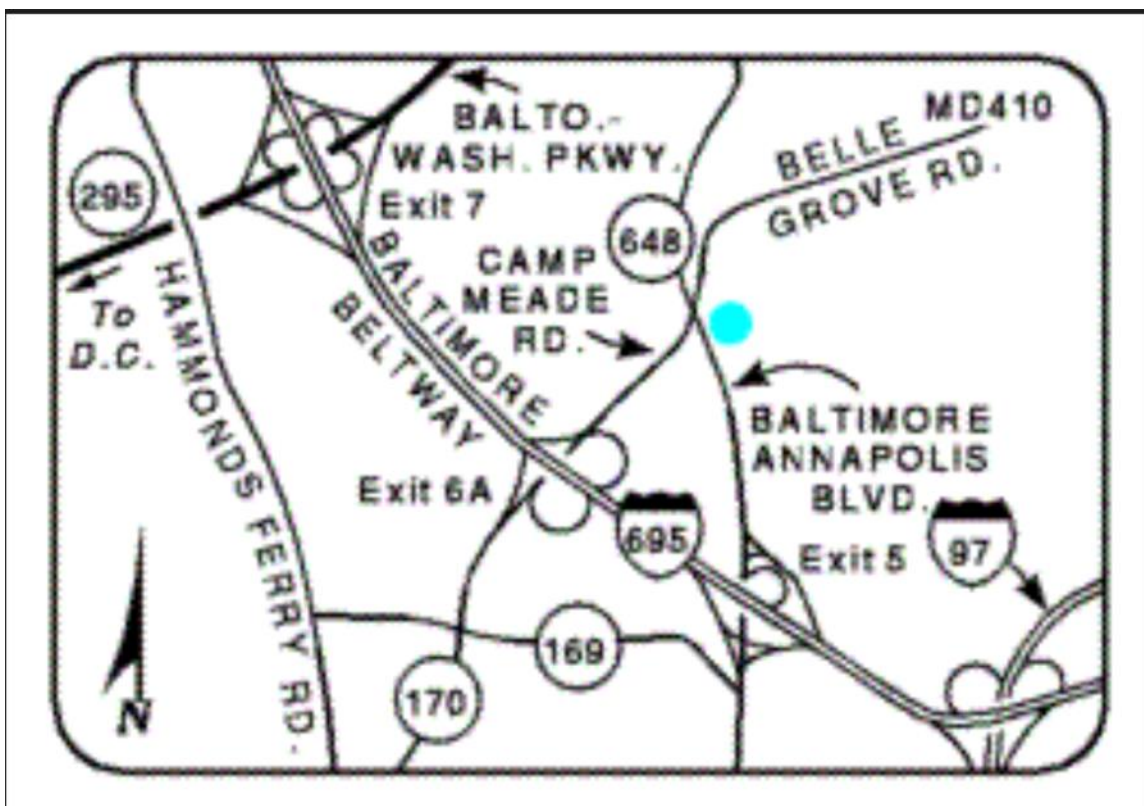 BALTO.-
WASH. PKWY.
MD410
BELLE
GROVE RD.
295
Exit 7
648
CAMP
MEADE
RD.
To
D.C.
HAMMONDS FERRY RD.
BALTIMORE
BELTWAY
BALTIMORE
ANNAPOLIS
BLVD.
Exit 6A
695
Exit 5
97
169
170
N